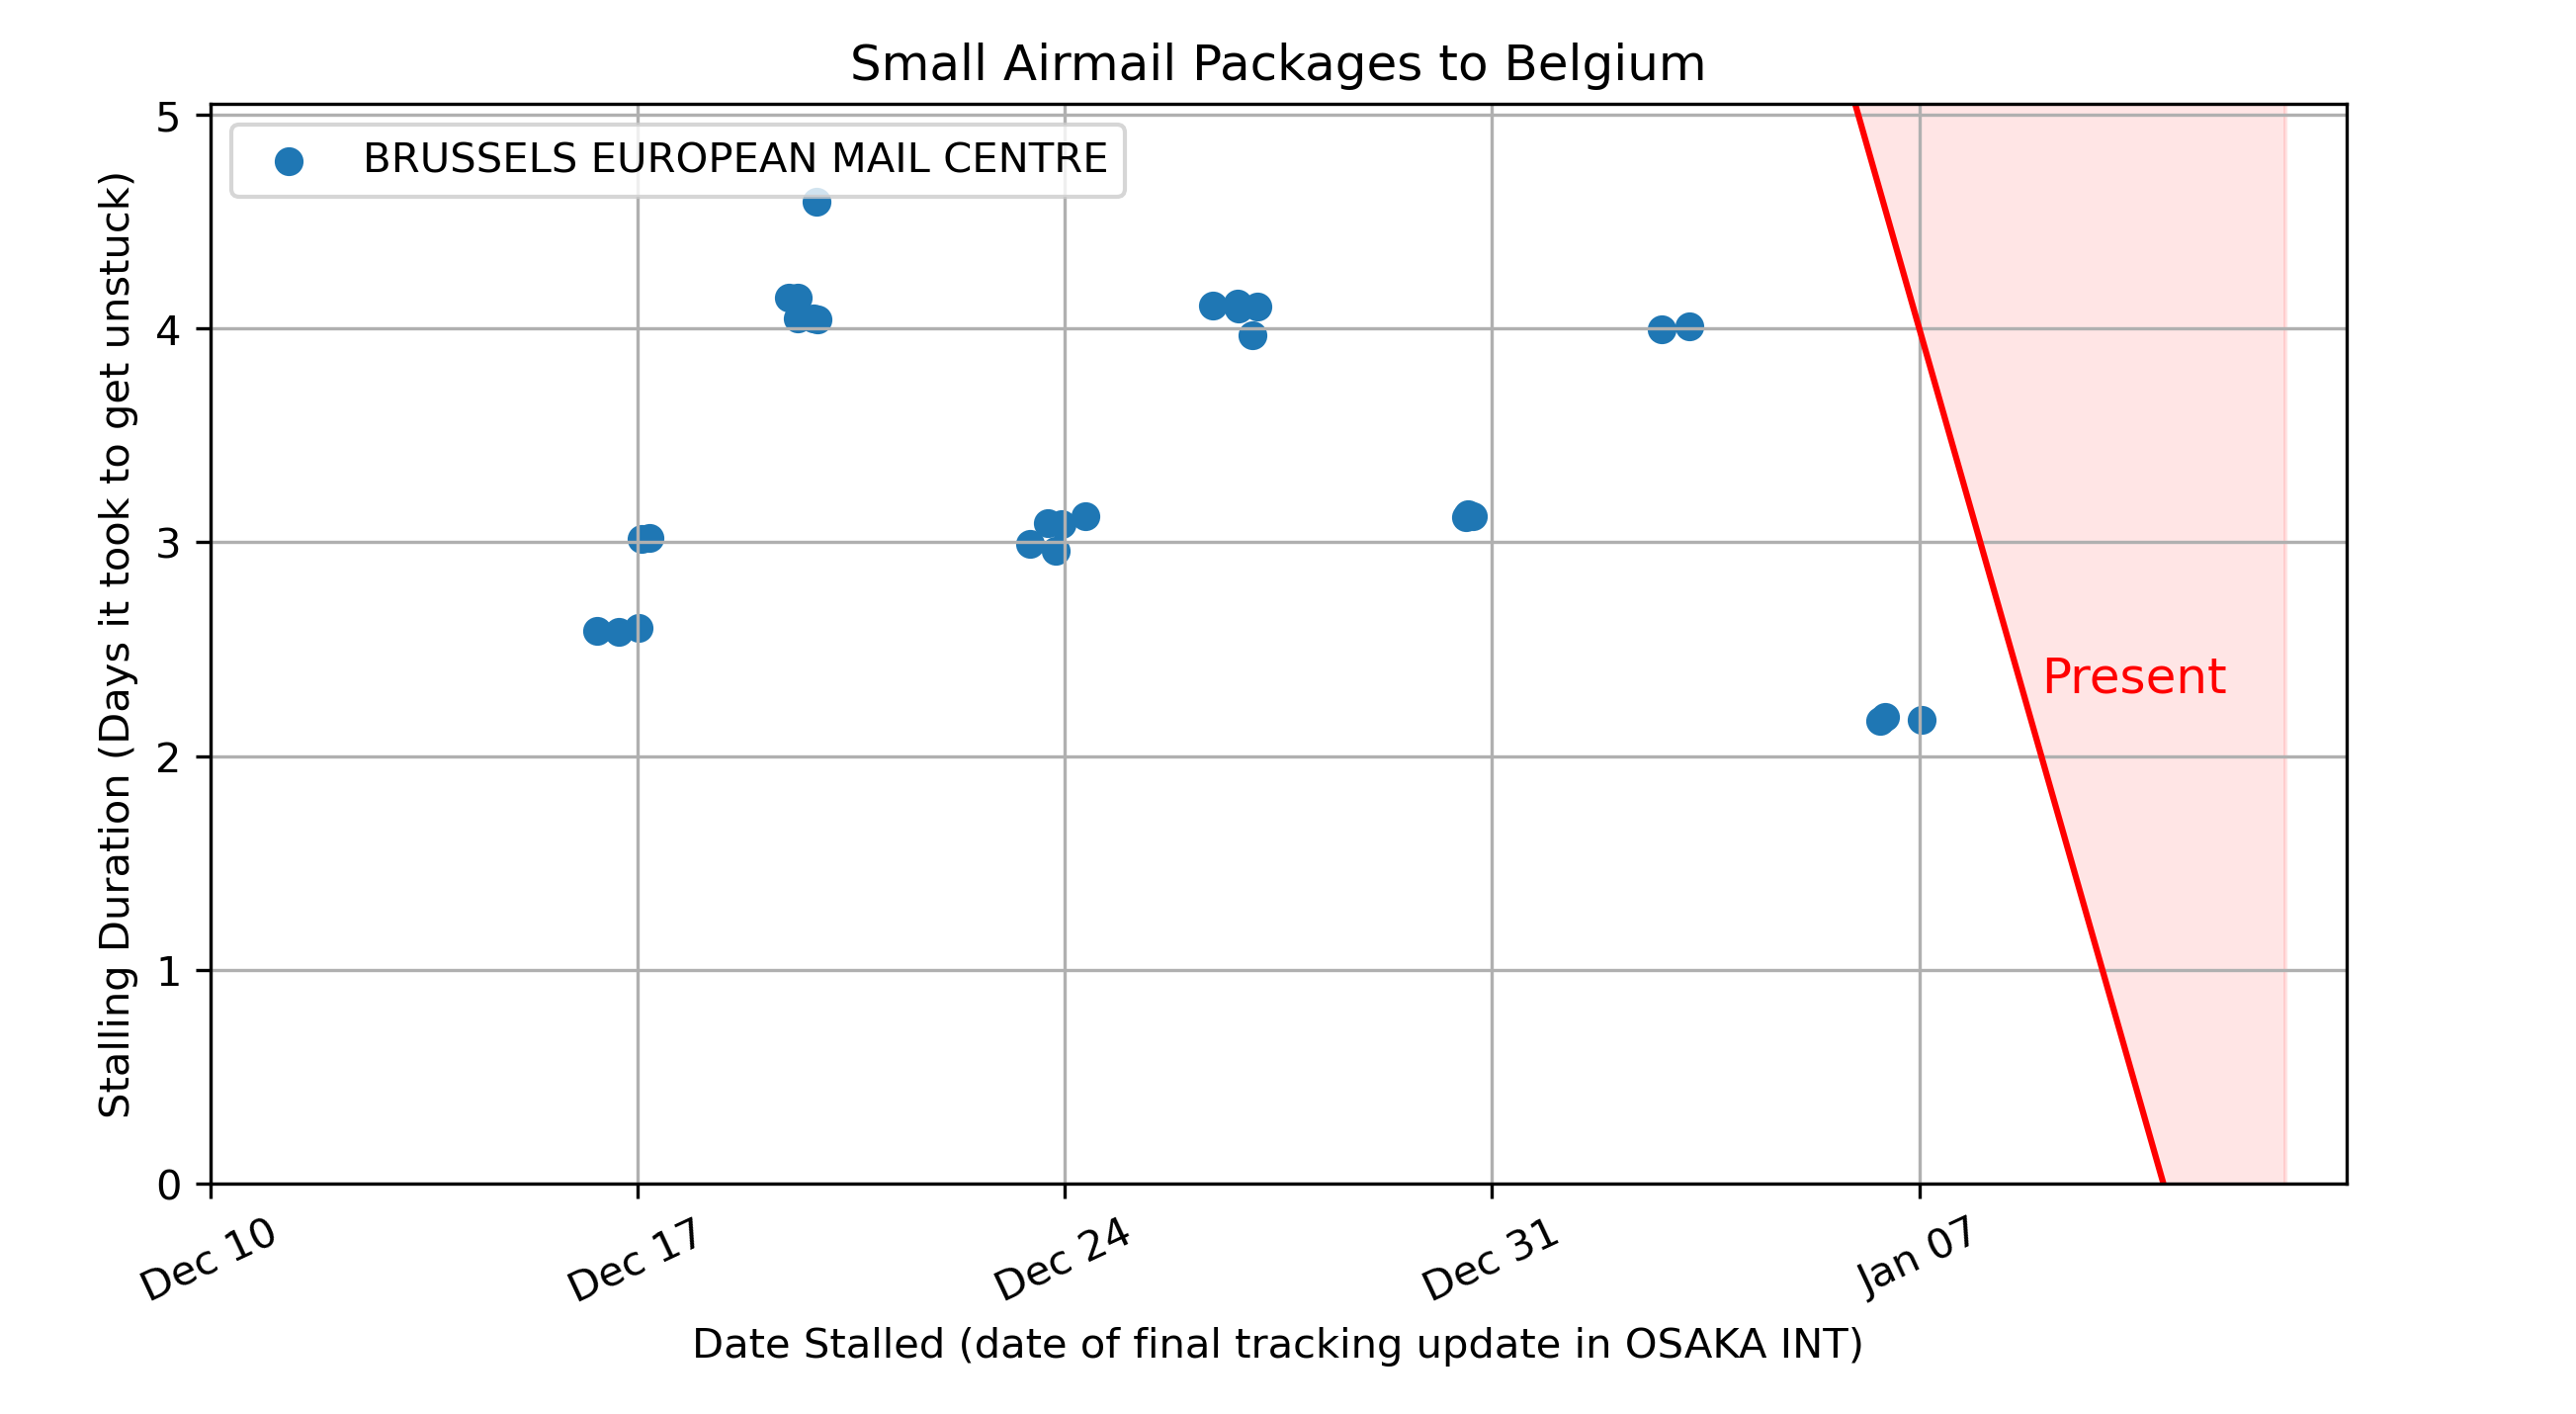 Small Airmail Packages to Belgium
BRUSSELS EUROPEAN MAIL CENTRE
Stalling Duration (Days it took to get unstuck)
5
4
3
2
1
0
Present
Dec 10
Dec 17
Dec 24
Dec 31
Jan 07
Date Stalled (date of final tracking update in OSAKA INT)